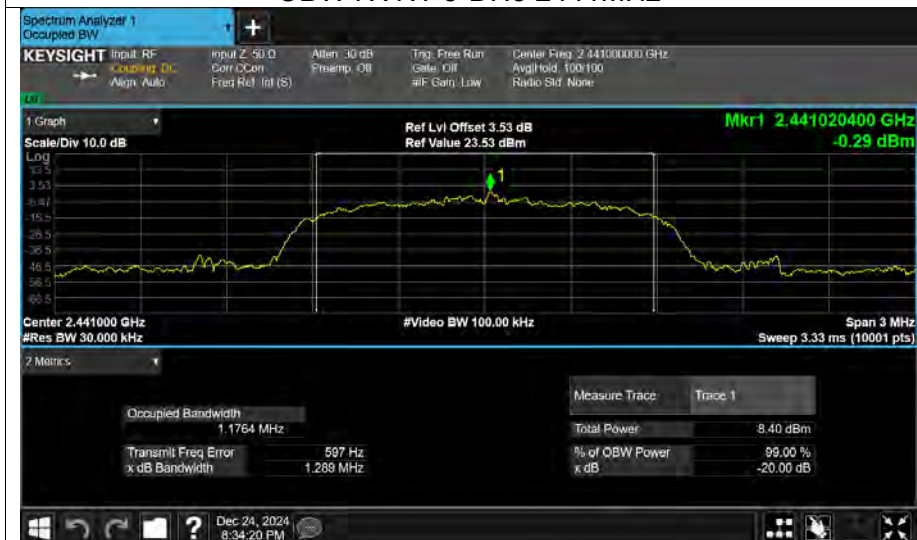 Spectrum Analyzer 1
Occupied BW
+
KEYSIGHT Input: RF Input Z: 50 Ω Atten: 30 dB Trig: Free Run Center Freq: 2.441000000 GHz
Coupling: DC Corr CCorr Preamp: Off Gate: Off Avg|Hold: 100/100
Align: Auto Freq Ref: Int (S) #IF Gain: Low Radio Std: None
1 Graph
Ref Lvl Offset 3.53 dB Mkr1 2.441020400 GHz
Scale/Div 10.0 dB Ref Value 23.53 dBm -0.29 dBm
Log
13.5
3.53
1
-6.47
-16.5
-26.5
-36.5
-46.5
-56.5
-66.5
Center 2.441000 GHz #Video BW 100.00 kHz Span 3 MHz
#Res BW 30.000 kHz Sweep 3.33 ms (10001 pts)
2 Metrics
Measure Trace Trace 1
Occupied Bandwidth
1.1764 MHz Total Power 8.40 dBm
Transmit Freq Error 597 Hz % of OBW Power 99.00 %
x dB Bandwidth 1.289 MHz x dB -20.00 dB
? Dec 24, 2024
8:34:20 PM